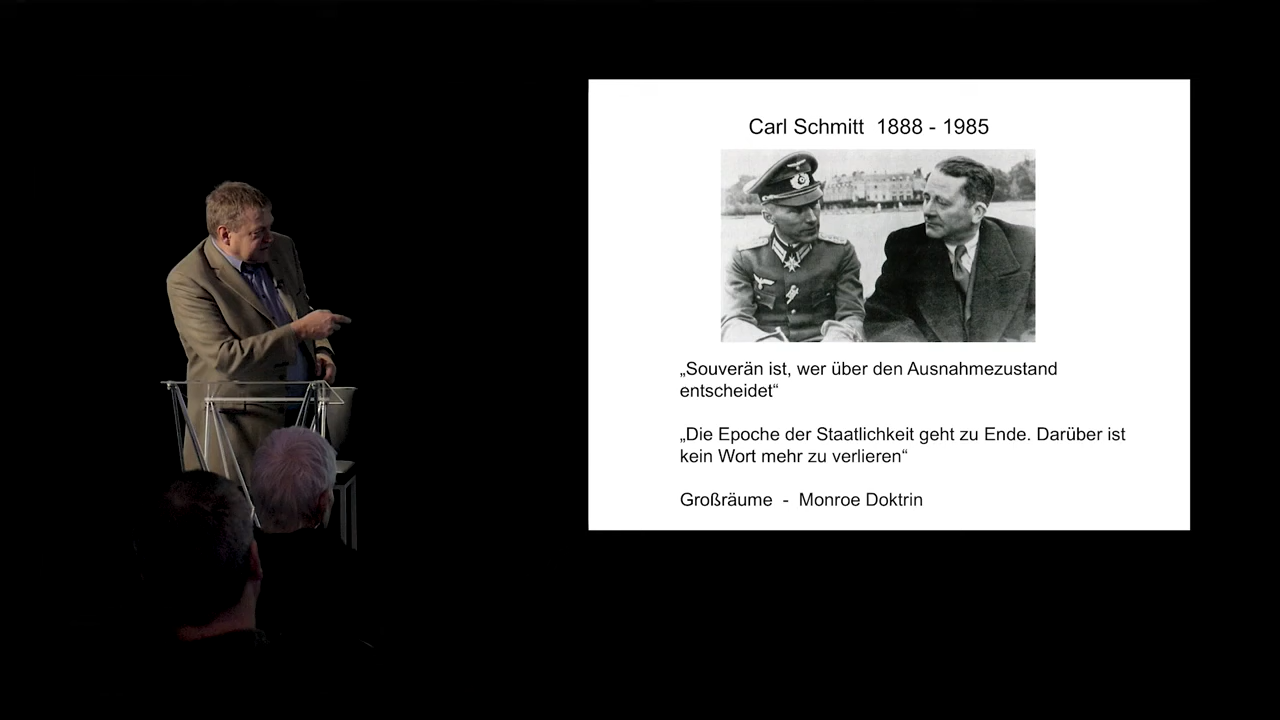 Carl Schmitt 1888 - 1985
„Souverän ist, wer über den Ausnahmezustand
entscheidet“
„Die Epoche der Staatlichkeit geht zu Ende. Darüber ist
kein Wort mehr zu verlieren“
Großräume - Monroe Doktrin